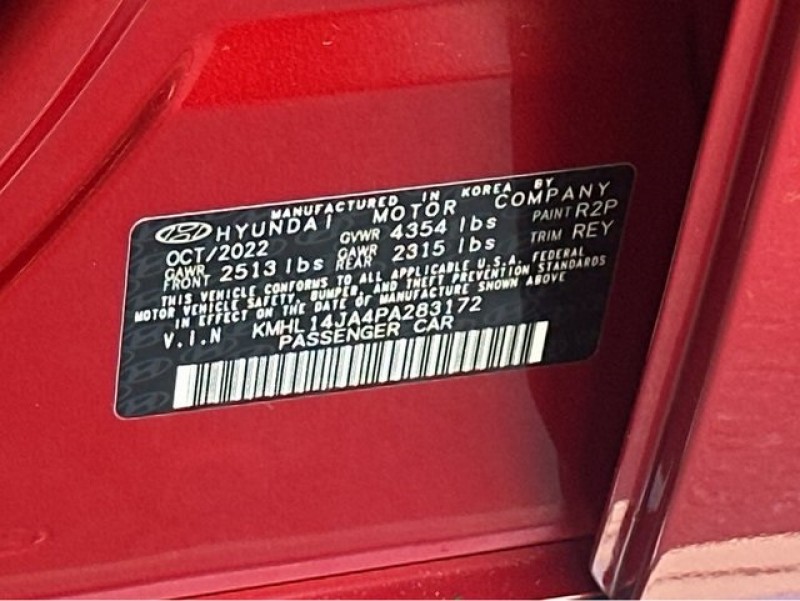 MANUFACTURED IN KOREA BY
HYUNDAI MOTOR COMPANY
OCT/2022 GVWR 4354 lbs PAINT R2P
GAWR FRONT 2513 lbs GAWR REAR 2315 lbs TRIM REY
THIS VEHICLE CONFORMS TO ALL APPLICABLE U.S.A. FEDERAL
MOTOR VEHICLE SAFETY, BUMPER, AND THEFT PREVENTION STANDARDS
IN EFFECT ON THE DATE OF MANUFACTURE SHOWN ABOVE
V.I.N KMHL14JA4PA283172
PASSENGER CAR